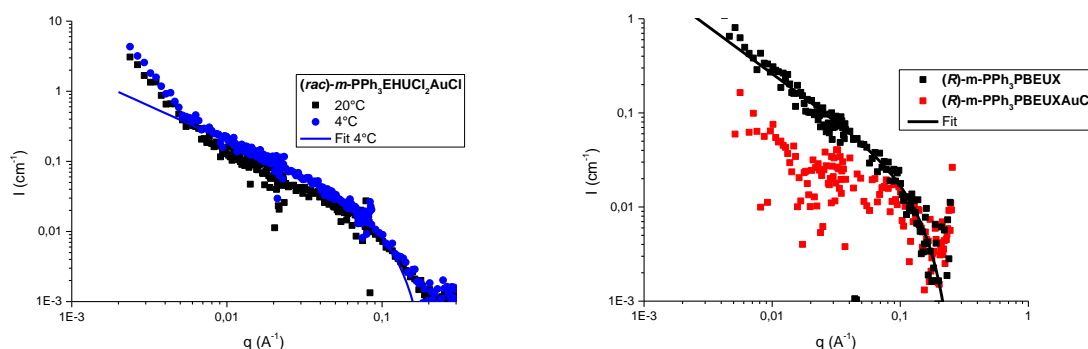 10
1
0,1
0,01
1E-3
1E-3
0,01
0,1
I (cm-1)
q (A-1)
(rac)-m-PPh3EHUCl2AuCl
20°C
4°C
Fit 4°C
1
0,1
0,01
1E-3
1E-3
0,01
0,1
1
I (cm-1)
q (A-1)
(R)-m-PPh3PBEUX
(R)-m-PPh3PBEUXAuC
Fit